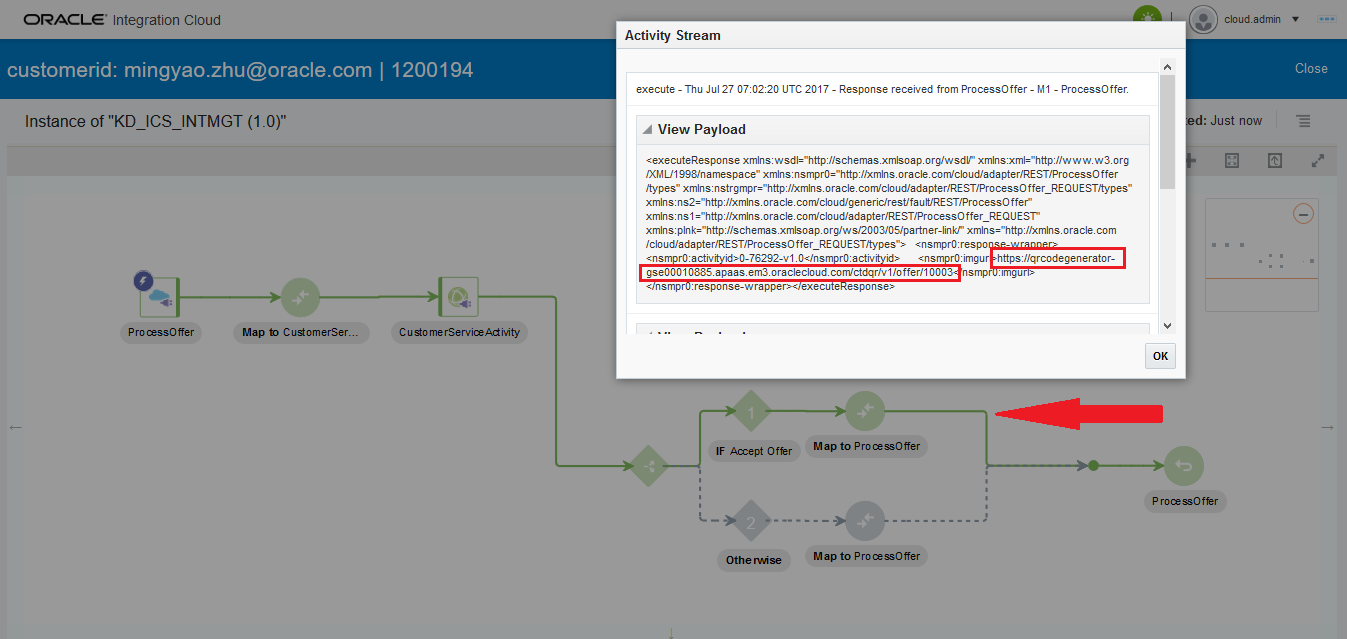 ORACLE Integration Cloud
cloud.admin
customerid: mingyao.zhu@oracle.com | 1200194
Close
Instance of "KD_ICS_INTMGT (1.0)"
ted: Just now
Activity Stream
execute - Thu Jul 27 07:02:20 UTC 2017 - Response received from ProcessOffer - M1 - ProcessOffer.
View Payload
<executeResponse xmlns:wsdl="http://schemas.xmlsoap.org/wsdl/" xmlns:xml="http://www.w3.org
/XML/1998/namespace" xmlns:nsmpr0="http://xmlns.oracle.com/cloud/adapter/REST/ProcessOffer
/types" xmlns:nstrgmpr="http://xmlns.oracle.com/cloud/adapter/REST/ProcessOffer_REQUEST/types"
xmlns:ns2="http://xmlns.oracle.com/cloud/generic/rest/fault/REST/ProcessOffer"
xmlns:ns1="http://xmlns.oracle.com/cloud/adapter/REST/ProcessOffer_REQUEST"
xmlns:plnk="http://schemas.xmlsoap.org/ws/2003/05/partner-link/" xmlns="http://xmlns.oracle.com
/cloud/adapter/REST/ProcessOffer_REQUEST/types"> <nsmpr0:response-wrapper>
<nsmpr0:activityid>0-76292-v1.0</nsmpr0:activityid> <nsmpr0:imgurl>https://qrcodegenerator-
gse00010885.apaas.em3.oraclecloud.com/ctdqr/v1/offer/10003</nsmpr0:imgurl>
</nsmpr0:response-wrapper></executeResponse>
OK
ProcessOffer
Map to CustomerSer...
CustomerServiceActivity
1
IF Accept Offer
Map to ProcessOffer
ProcessOffer
2
Otherwise
Map to ProcessOffer